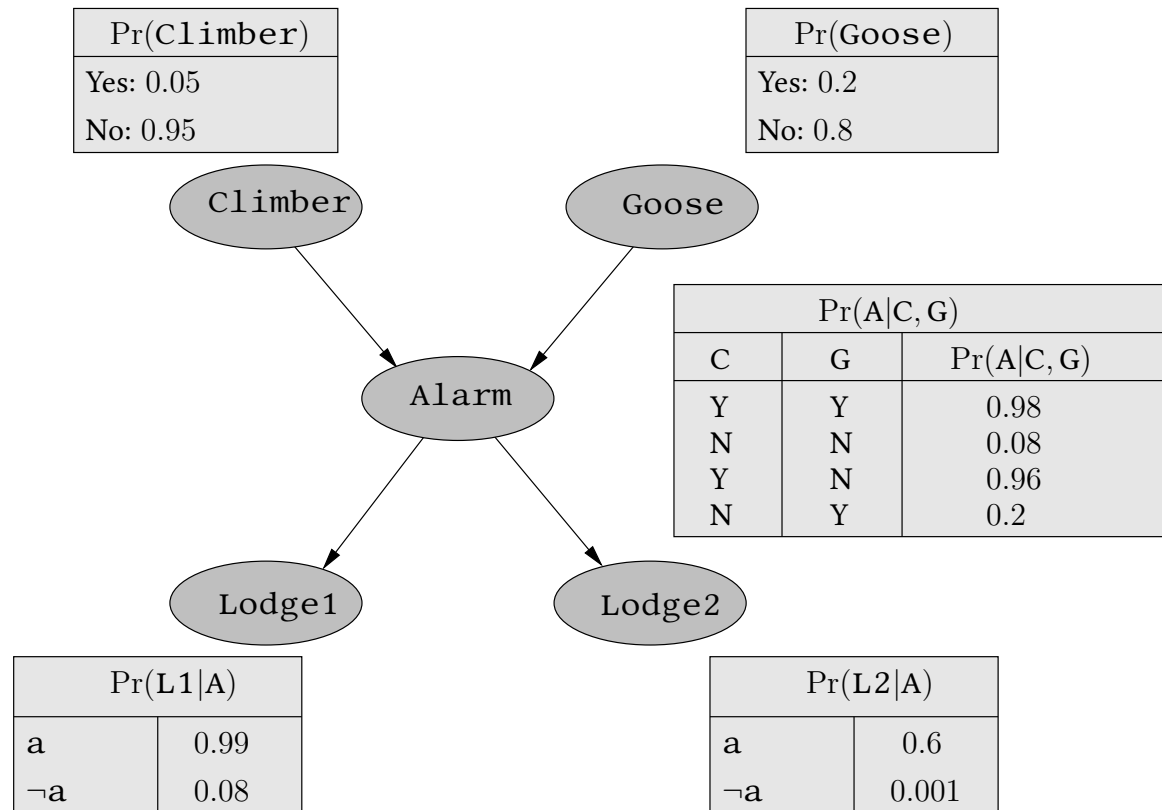 Pr(Climber)
Yes: 0.05
No: 0.95
Pr(Goose)
Yes: 0.2
No: 0.8
Climber
Goose
Pr(A|C, G)
C G Pr(A|C, G)
Y Y 0.98
N N 0.08
Y N 0.96
N Y 0.2
Alarm
Lodge1
Lodge2
Pr(L1|A)
a 0.99
¬a 0.08
Pr(L2|A)
a 0.6
¬a 0.001